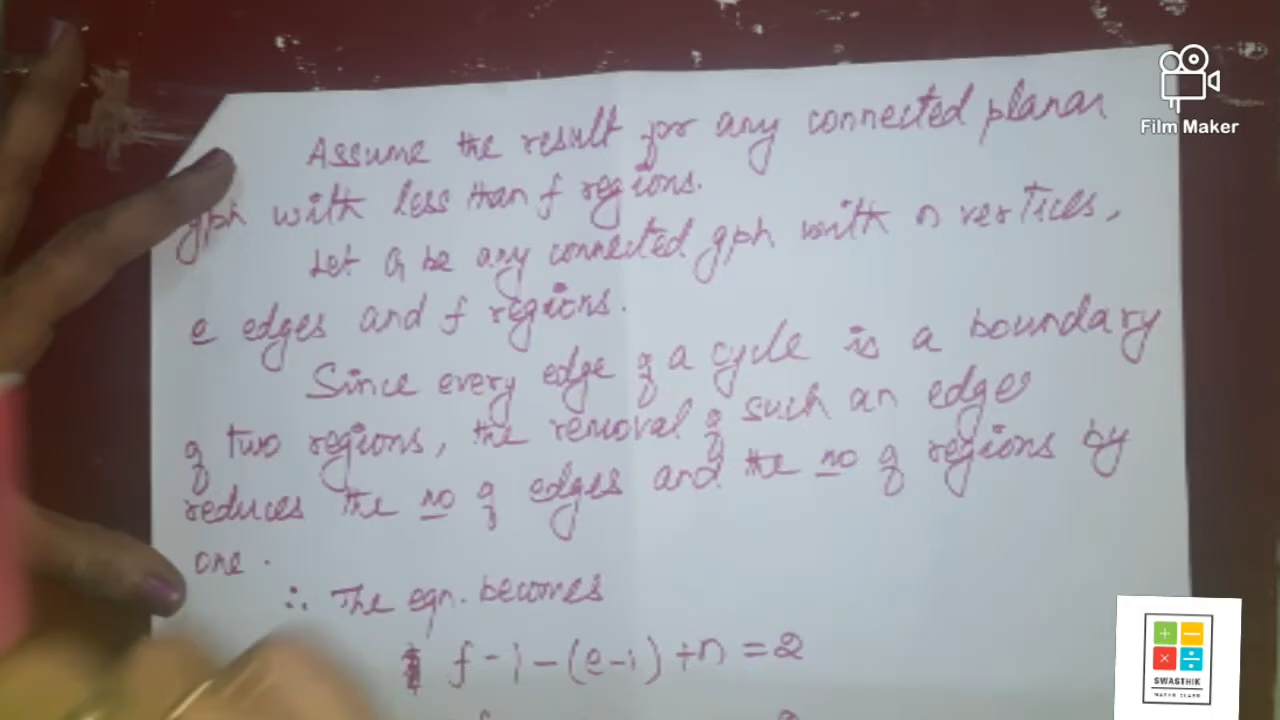 Assume the result for any connected planar
gph with less than f regions.
Let G be any connected gph with n vertices,
e edges and f regions.
Since every edge of a cycle is a boundary
of two regions, the removal of such an edge
reduces the no of edges and the no of regions by
one.
∴ The eqn. becomes
f - 1 - (e - 1) + n = 2
Film Maker
SWASTHIK